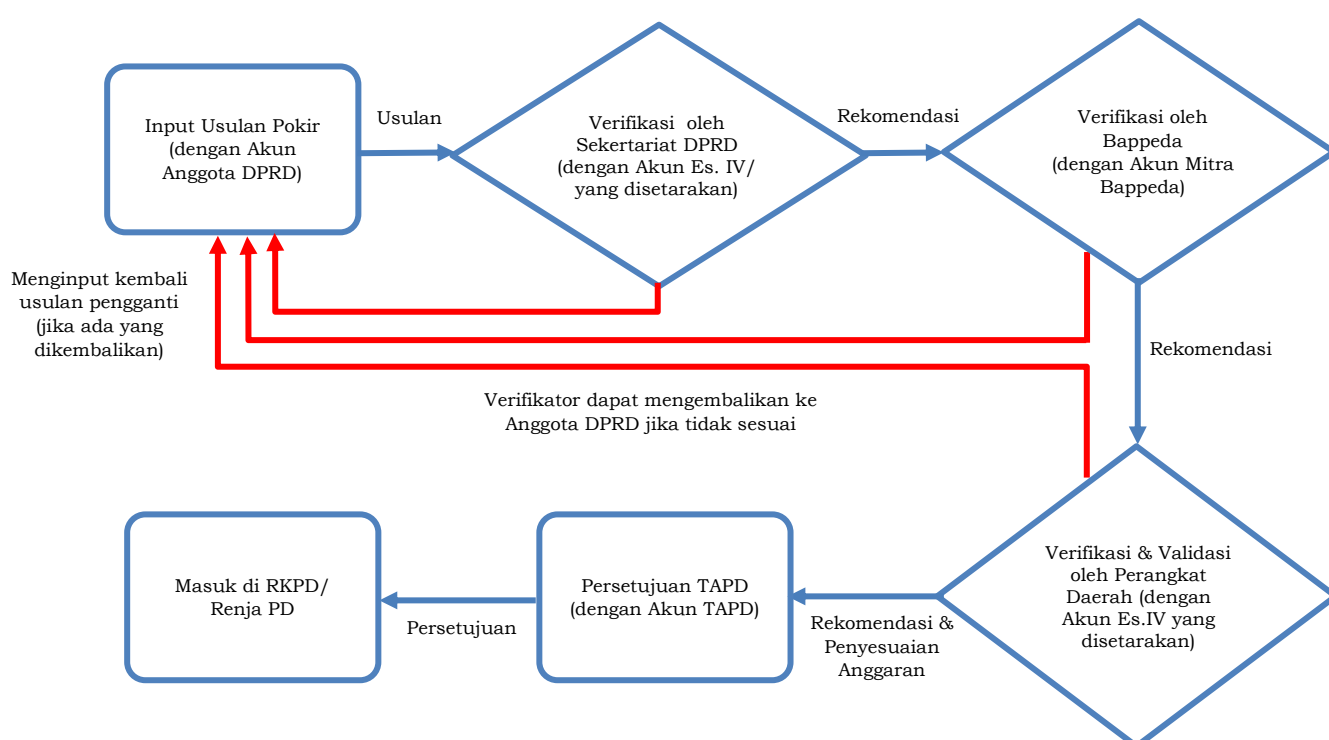 Input Usulan Pokir
(dengan Akun
Anggota DPRD)
Usulan
Verifikasi oleh
Sekertariat DPRD
(dengan Akun Es. IV/
yang disetarakan)
Rekomendasi
Verifikasi oleh
Bappeda
(dengan Akun Mitra
Bappeda)
Menginput kembali
usulan pengganti
(jika ada yang
dikembalikan)
Rekomendasi
Verifikator dapat mengembalikan ke
Anggota DPRD jika tidak sesuai
Verifikasi & Validasi
oleh Perangkat
Daerah (dengan
Akun Es.IV yang
disetarakan)
Rekomendasi &
Penyesuaian
Anggaran
Persetujuan TAPD
(dengan Akun TAPD)
Persetujuan
Masuk di RKPD/
Renja PD